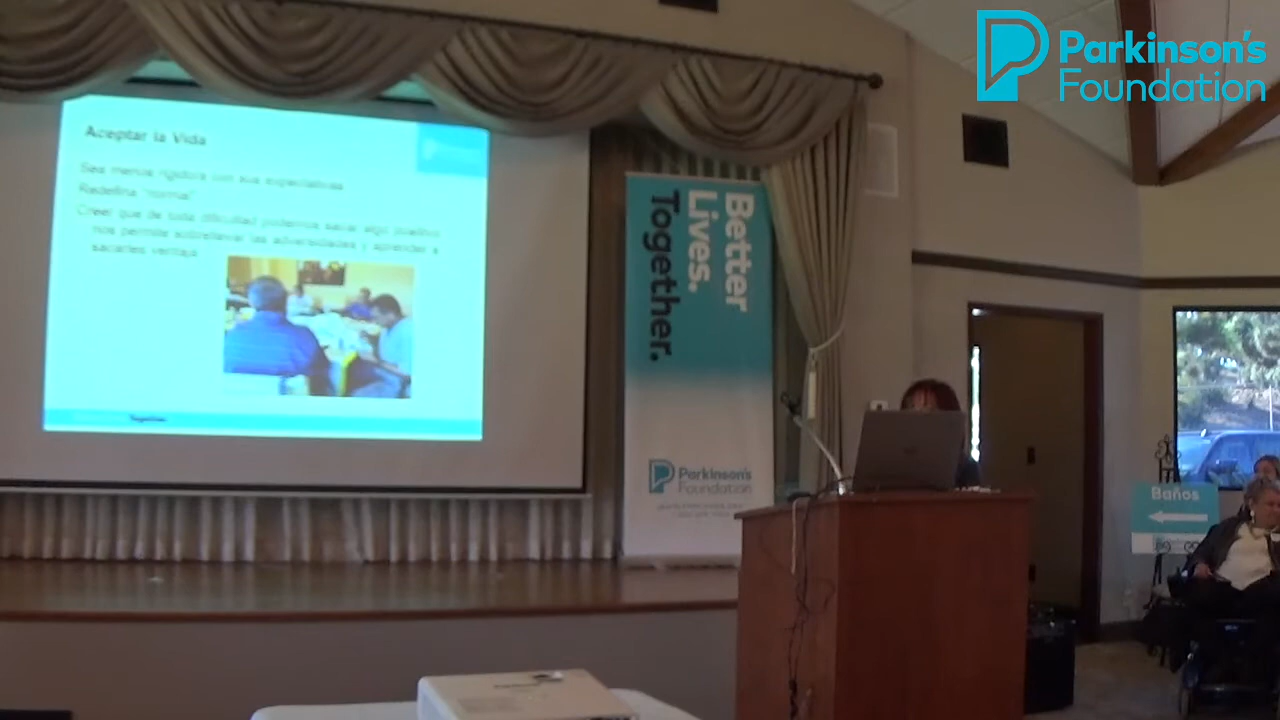 Parkinson's
Foundation
Aceptar la Vida
Sea menos rigido/a con sus expectativas
Redefina "normal"
Creer que de toda dificultad podemos sacar algo positivo
nos permite sobrellevar las adversidades y aprender a
sacarles ventaja
Better
Lives.
Together.
Parkinson's
Foundation
Baños